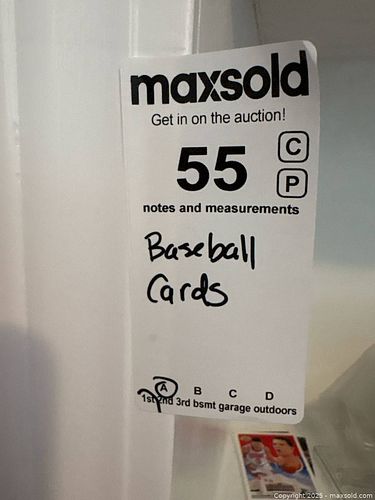 maxsold
Get in on the auction!
55
C
P
notes and measurements
Baseball
Cards
A B C D
1st 2nd 3rd bsmt garage outdoors
Copyright 2025 - maxsold.com